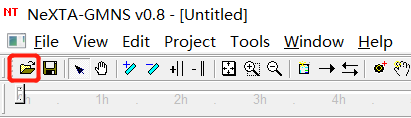 NT NeXTA-GMNS v0.8 - [Untitled]
File View Edit Project Tools Window Help
1h 2h 3h 4h